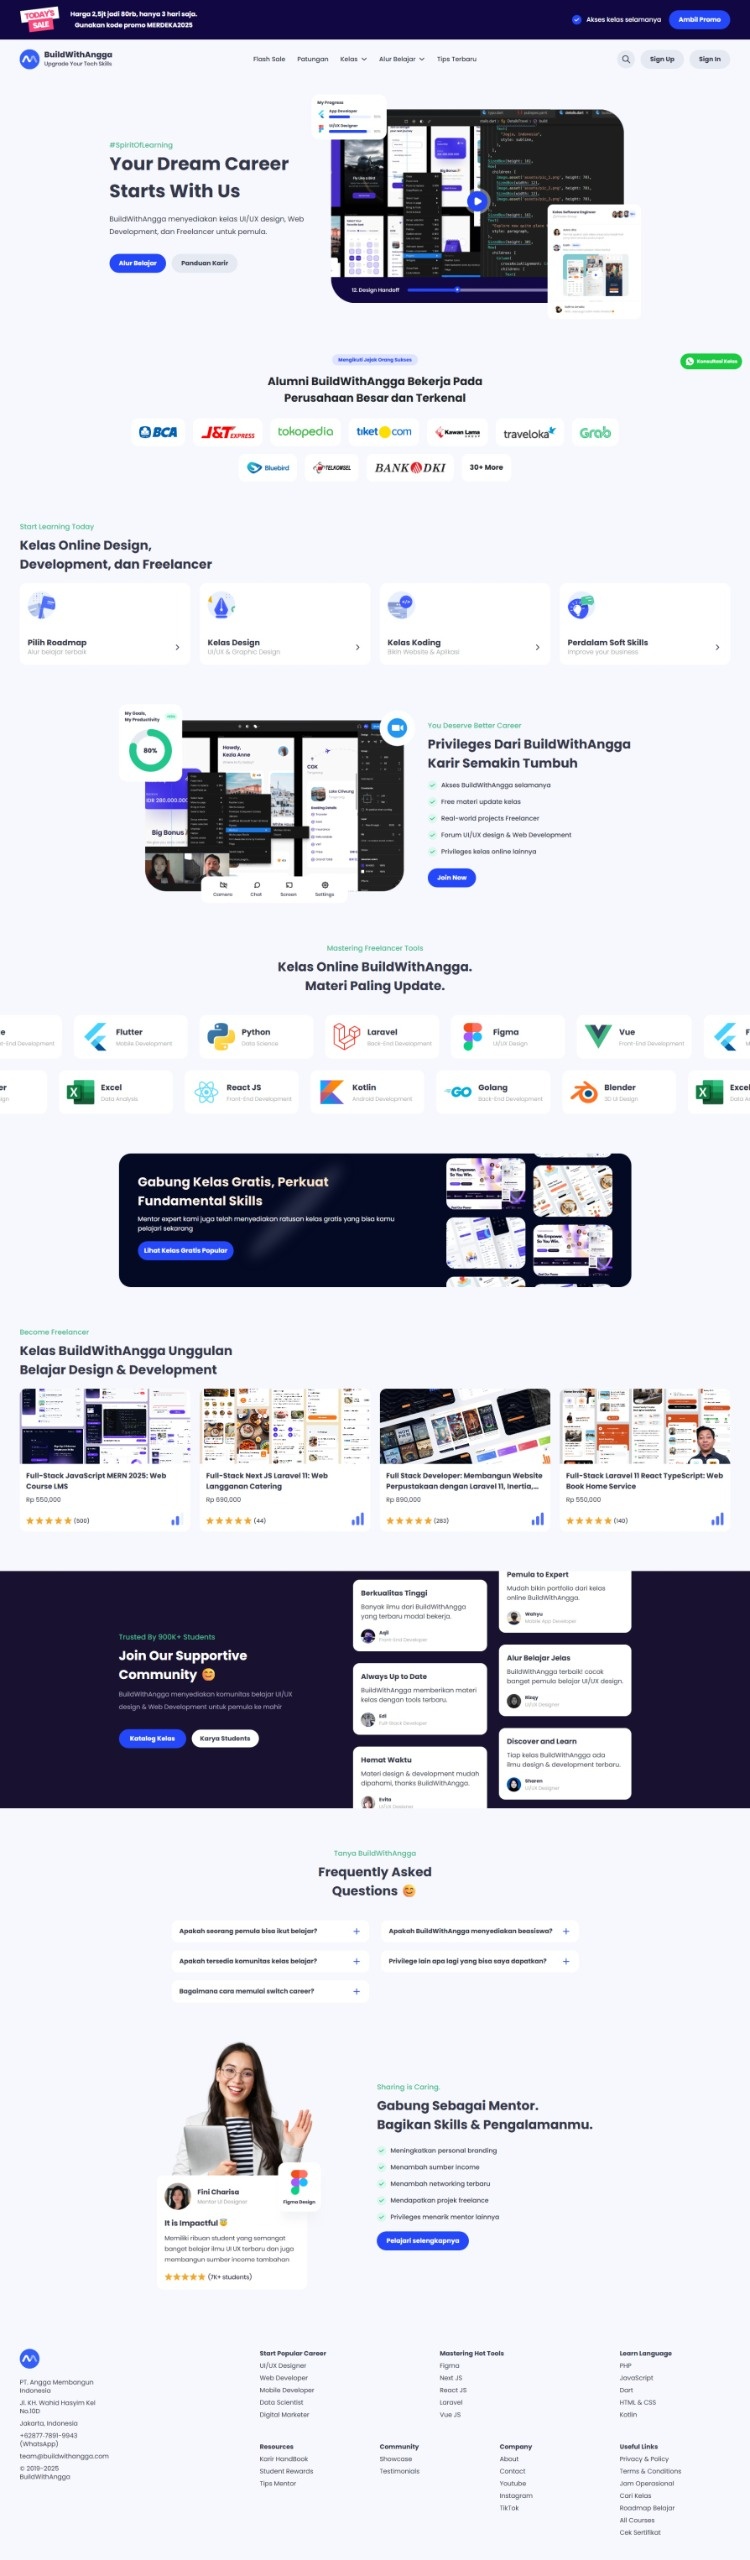 TODAY'S SALE
Harga 2,5jt jadi 80rb, hanya 3 hari saja.
Gunakan kode promo MERDEKA2025
Akses kelas selamanya
Ambil Promo
BuildWithAngga
Upgrade Your Tech Skills
Flash Sale
Patungan
Kelas
Alur Belajar
Tips Terbaru
Sign Up
Sign In
#SpiritOfLearning
Your Dream Career
Starts With Us
BuildWithAngga menyediakan kelas UI/UX design, Web
Development, dan Freelancer untuk pemula.
Alur Belajar
Panduan Karir
My Progress
App Developer
UI/UX Designer
12. Design Handoff
Kelas Software Engineer
Mengikuti Jejak Orang Sukses
Konsultasi Kelas
Alumni BuildWithAngga Bekerja Pada
Perusahaan Besar dan Terkenal
BCA
J&T EXPRESS
tokopedia
tiket.com
Kawan Lama
traveloka
Grab
Bluebird
TELKOMSEL
BANK DKI
30+ More
Start Learning Today
Kelas Online Design,
Development, dan Freelancer
Pilih Roadmap
Alur belajar terbaik
Kelas Design
UI/UX & Graphic Design
Kelas Koding
Bikin Website & Aplikasi
Perdalam Soft Skills
Improve your business
My Goals,
My Productivity
80%
Howdy,
Kezia Anne
CGK
IDR 280.000.000
Big Bonus
Camera
Chat
Screen
Settings
You Deserve Better Career
Privileges Dari BuildWithAngga
Karir Semakin Tumbuh
Akses BuildWithAngga selamanya
Free materi update kelas
Real-world projects Freelancer
Forum UI/UX design & Web Development
Privileges kelas online lainnya
Join Now
Mastering Freelancer Tools
Kelas Online BuildWithAngga.
Materi Paling Update.
Flutter
Mobile Development
Python
Data Science
Laravel
Back-End Development
Figma
UI/UX Design
Vue
Front-End Development
Excel
Data Analysis
React JS
Front-End Development
Kotlin
Android Development
Golang
Back-End Development
Blender
3D UI Design
Excel
Gabung Kelas Gratis, Perkuat
Fundamental Skills
Mentor expert kami juga telah menyediakan ratusan kelas gratis yang bisa kamu
pelajari sekarang
Lihat Kelas Gratis Populer
Become Freelancer
Kelas BuildWithAngga Unggulan
Belajar Design & Development
Full-Stack JavaScript MERN 2025: Web
Course LMS
Rp 550,000
(500)
Full-Stack Next JS Laravel 11: Web
Langganan Catering
Rp 690,000
(44)
Full Stack Developer: Membangun Website
Perpustakaan dengan Laravel 11, Inertia,...
Rp 890,000
(283)
Full-Stack Laravel 11 React TypeScript: Web
Book Home Service
Rp 550,000
(140)
Trusted By 900K+ Students
Join Our Supportive
Community 😊
BuildWithAngga menyediakan komunitas belajar UI/UX
design & Web Development untuk pemula ke mahir
Katalog Kelas
Karya Students
Berkualitas Tinggi
Banyak ilmu dari BuildWithAngga
yang terbaru modal bekerja.
Aqil
Front-End Developer
Always Up to Date
BuildWithAngga memberikan materi
kelas dengan tools terbaru.
Full-Stack Developer
Hemat Waktu
Materi design & development mudah
dipahami, thanks BuildWithAngga.
Evita
UI/UX Designer
Pemula to Expert
Mudah bikin portfolio dari kelas
online BuildWithAngga.
Wahyu
Mobile App Developer
Alur Belajar Jelas
BuildWithAngga terbaik! cocok
banget pemula belajar UI/UX design.
Rizqy
UI/UX Designer
Discover and Learn
Tiap kelas BuildWithAngga ada
ilmu design & development terbaru.
Sharen
UI/UX Designer
Tanya BuildWithAngga
Frequently Asked
Questions 😊
Apakah seorang pemula bisa ikut belajar?
Apakah BuildWithAngga menyediakan beasiswa?
Apakah tersedia komunitas kelas belajar?
Privilege lain apa lagi yang bisa saya dapatkan?
Bagaimana cara memulai switch career?
Fini Charisa
Mentor UI Designer
Figma Design
It is Impactful 😇
Memiliki ribuan student yang semangat
banget belajar ilmu UI UX terbaru dan juga
membangun sumber income tambahan
(7K+ students)
Sharing is Caring.
Gabung Sebagai Mentor.
Bagikan Skills & Pengalamanmu.
Meningkatkan personal branding
Menambah sumber income
Menambah networking terbaru
Mendapatkan projek freelance
Privileges menarik mentor lainnya
Pelajari selengkapnya
PT. Angga Membangun
Indonesia
Jl. KH. Wahid Hasyim Kel
No.10D
Jakarta, Indonesia
+62877-7891-9943
(WhatsApp)
team@buildwithangga.com
© 2019-2025
BuildWithAngga
Start Popular Career
UI/UX Designer
Web Developer
Mobile Developer
Data Scientist
Digital Marketer
Mastering Hot Tools
Figma
Next JS
React JS
Laravel
Vue JS
Learn Language
PHP
JavaScript
Dart
HTML & CSS
Kotlin
Resources
Karir HandBook
Student Rewards
Tips Mentor
Community
Showcase
Testimonials
Company
About
Contact
Youtube
Instagram
TikTok
Useful Links
Privacy & Policy
Terms & Conditions
Jam Operasional
Cari Kelas
Roadmap Belajar
All Courses
Cek Sertifikat